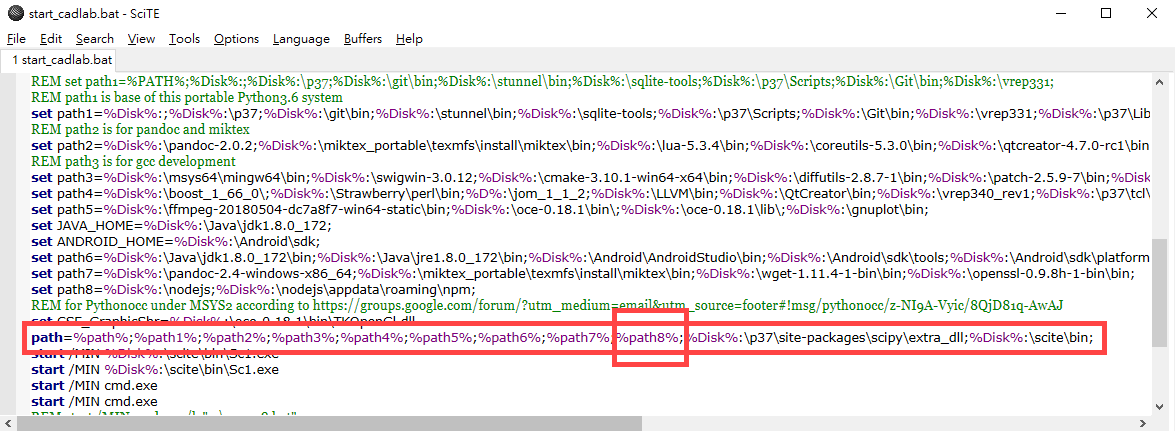 start_cadlab.bat - SciTE
File Edit Search View Tools Options Language Buffers Help
1 start_cadlab.bat
REM set path1=%PATH%;%Disk%:;%Disk%:\p37;%Disk%:\git\bin;%Disk%:\stunnel\bin;%Disk%:\sqlite-tools;%Disk%:\p37\Scripts;%Disk%:\Git\bin;%Disk%:\vrep331;
REM path1 is base of this portable Python3.6 system
set path1=%Disk%:;%Disk%:\p37;%Disk%:\git\bin;%Disk%:\stunnel\bin;%Disk%:\sqlite-tools;%Disk%:\p37\Scripts;%Disk%:\Git\bin;%Disk%:\vrep331;%Disk%:\p37\Lib
REM path2 is for pandoc and miktex
set path2=%Disk%:\pandoc-2.0.2;%Disk%:\miktex_portable\texmfs\install\miktex\bin;%Disk%:\lua-5.3.4\bin;%Disk%:\coreutils-5.3.0\bin;%Disk%:\qtcreator-4.7.0-rc1\bin
REM path3 is for gcc development
set path3=%Disk%:\msys64\mingw64\bin;%Disk%:\swigwin-3.0.12;%Disk%:\cmake-3.10.1-win64-x64\bin;%Disk%:\diffutils-2.8.7-1\bin;%Disk%:\patch-2.5.9-7\bin;%Disk
set path4=%Disk%:\boost_1_66_0\;%Disk%:\Strawberry\perl\bin;%D%:\jom_1_1_2;%Disk%:\LLVM\bin;%Disk%:\QtCreator\bin;%Disk%:\vrep340_rev1;%Disk%:\p37\tcl\
set path5=%Disk%:\ffmpeg-20180504-dc7a8f7-win64-static\bin;%Disk%:\oce-0.18.1\bin\;%Disk%:\oce-0.18.1\lib\;%Disk%:\gnuplot\bin;
set JAVA_HOME=%Disk%:\Java\jdk1.8.0_172;
set ANDROID_HOME=%Disk%:\Android\sdk;
set path6=%Disk%:\Java\jdk1.8.0_172\bin;%Disk%:\Java\jre1.8.0_172\bin;%Disk%:\Android\AndroidStudio\bin;%Disk%:\Android\sdk\tools;%Disk%:\Android\sdk\platform
set path7=%Disk%:\pandoc-2.4-windows-x86_64;%Disk%:\miktex_portable\texmfs\install\miktex\bin;%Disk%:\wget-1.11.4-1-bin\bin;%Disk%:\openssl-0.9.8h-1-bin\bin;
set path8=%Disk%:\nodejs;%Disk%:\nodejs\appdata\roaming\npm;
REM for Pythonocc under MSYS2 according to https://groups.google.com/forum/?utm_medium=email&utm_source=footer#!msg/pythonocc/z-NI9A-Vyic/8QjD81q-AwAJ
set CSF_GraphicShr=%Disk%:\oce-0.18.1\bin\TKOpenGl.dll
path=%path%;%path1%;%path2%;%path3%;%path4%;%path5%;%path6%;%path7%;%path8%;%Disk%:\p37\site-packages\scipy\extra_dll;%Disk%:\scite\bin;
start /MIN %Disk%:\scite\bin\Sc1.exe
start /MIN %Disk%:\scite\bin\Sc1.exe
start /MIN cmd.exe
start /MIN cmd.exe